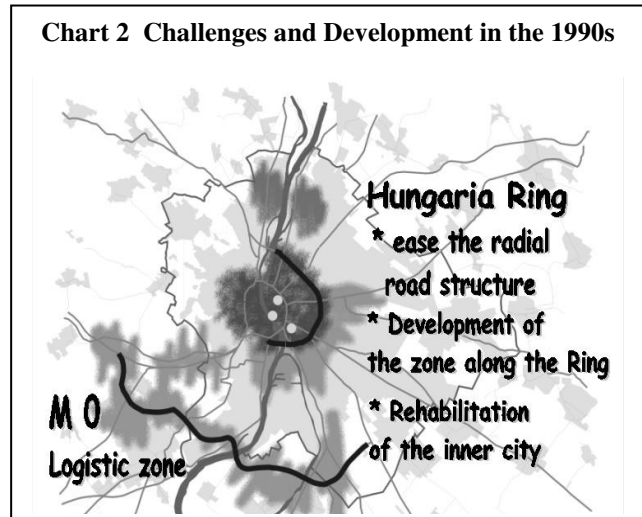 Chart 2 Challenges and Development in the 1990s
Hungaria Ring
* ease the radial
road structure
* Development of
the zone along the Ring
* Rehabilitation
of the inner city
M 0
Logistic zone